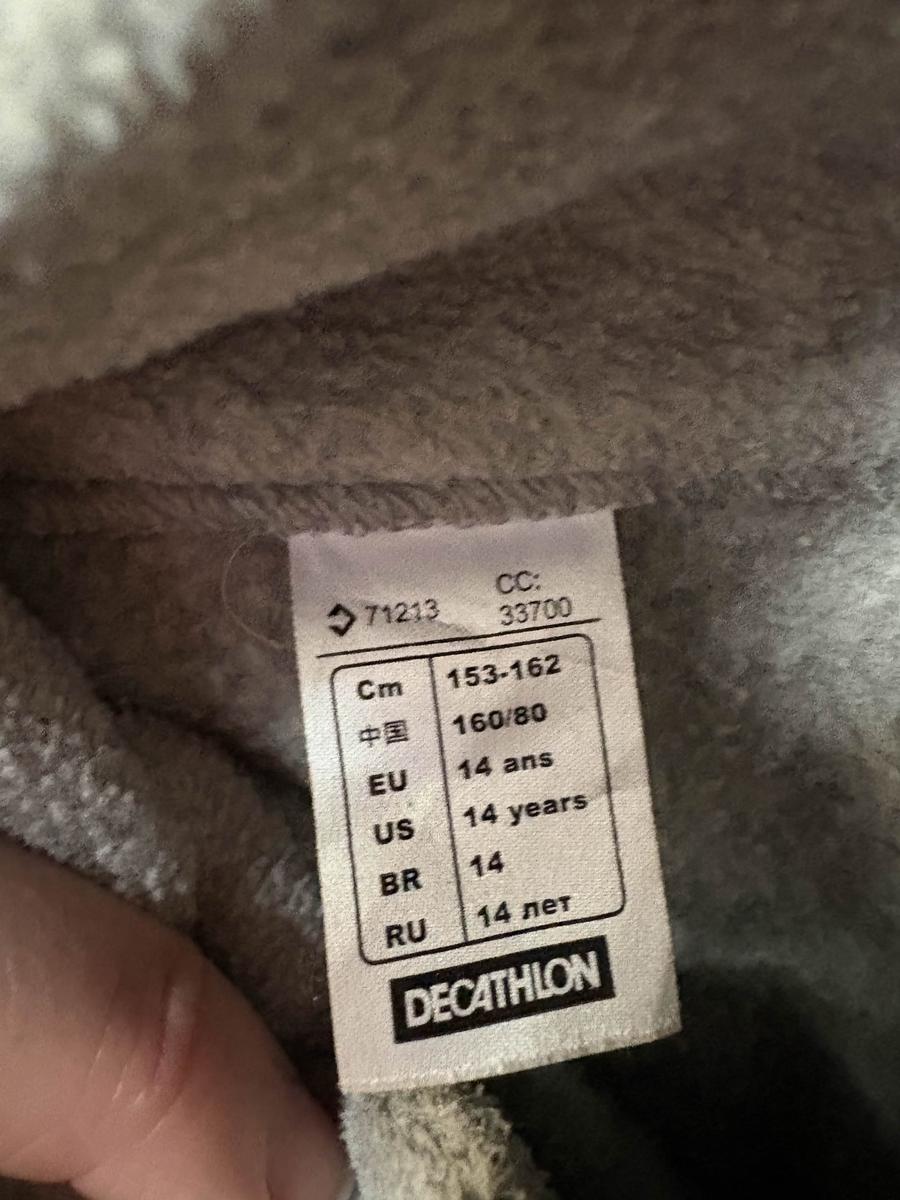 CC:
71213 33700
Cm 153-162
中国 160/80
EU 14 ans
US 14 years
BR 14
RU 14 лет
DECATHLON